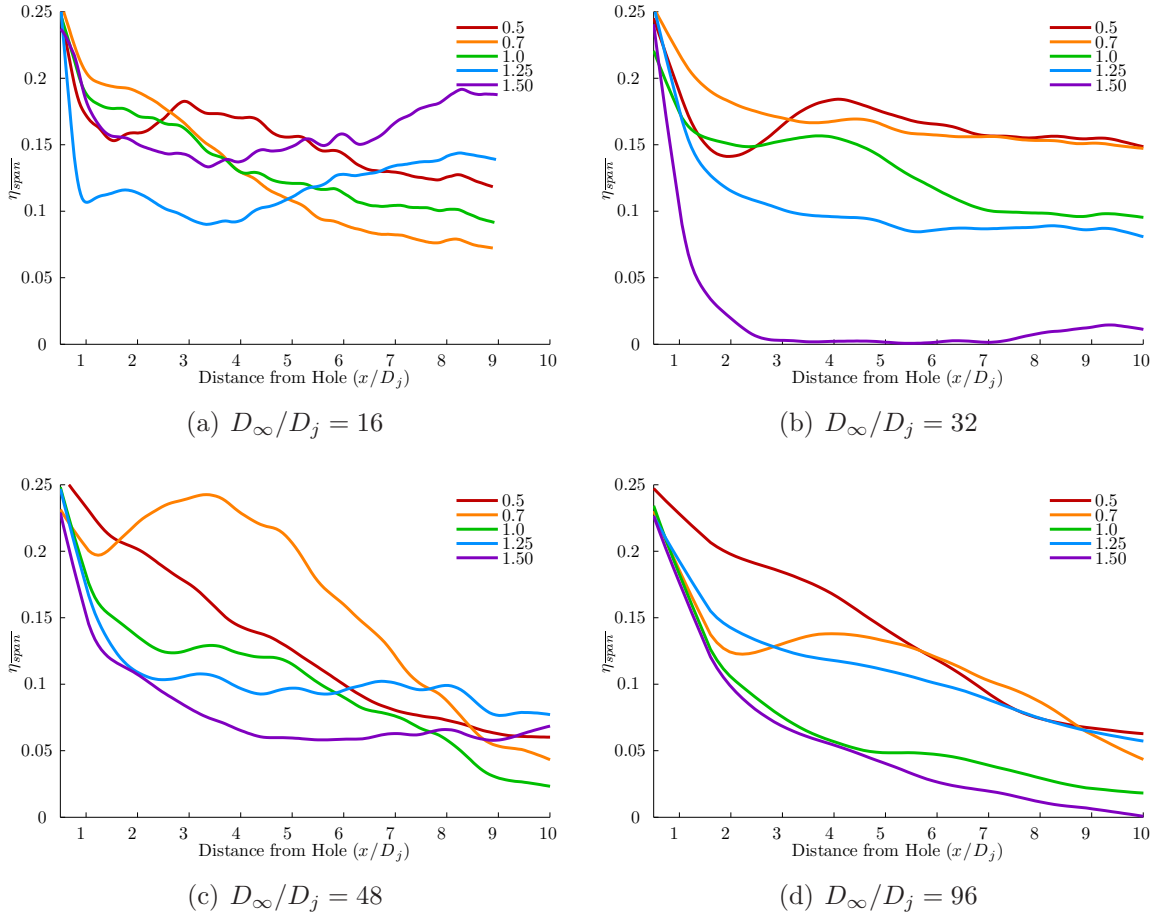 0.25
0.2
0.15
0.1
0.05
0
η̅s̅p̅a̅n̅
0.5
0.7
1.0
1.25
1.50
1 2 3 4 5 6 7 8 9 10
Distance from Hole (x/D_j)
(a) D_∞/D_j = 16
0.25
0.2
0.15
0.1
0.05
0
η̅s̅p̅a̅n̅
0.5
0.7
1.0
1.25
1.50
1 2 3 4 5 6 7 8 9 10
Distance from Hole (x/D_j)
(b) D_∞/D_j = 32
0.25
0.2
0.15
0.1
0.05
0
η̅s̅p̅a̅n̅
0.5
0.7
1.0
1.25
1.50
1 2 3 4 5 6 7 8 9 10
Distance from Hole (x/D_j)
(c) D_∞/D_j = 48
0.25
0.2
0.15
0.1
0.05
0
η̅s̅p̅a̅n̅
0.5
0.7
1.0
1.25
1.50
1 2 3 4 5 6 7 8 9 10
Distance from Hole (x/D_j)
(d) D_∞/D_j = 96